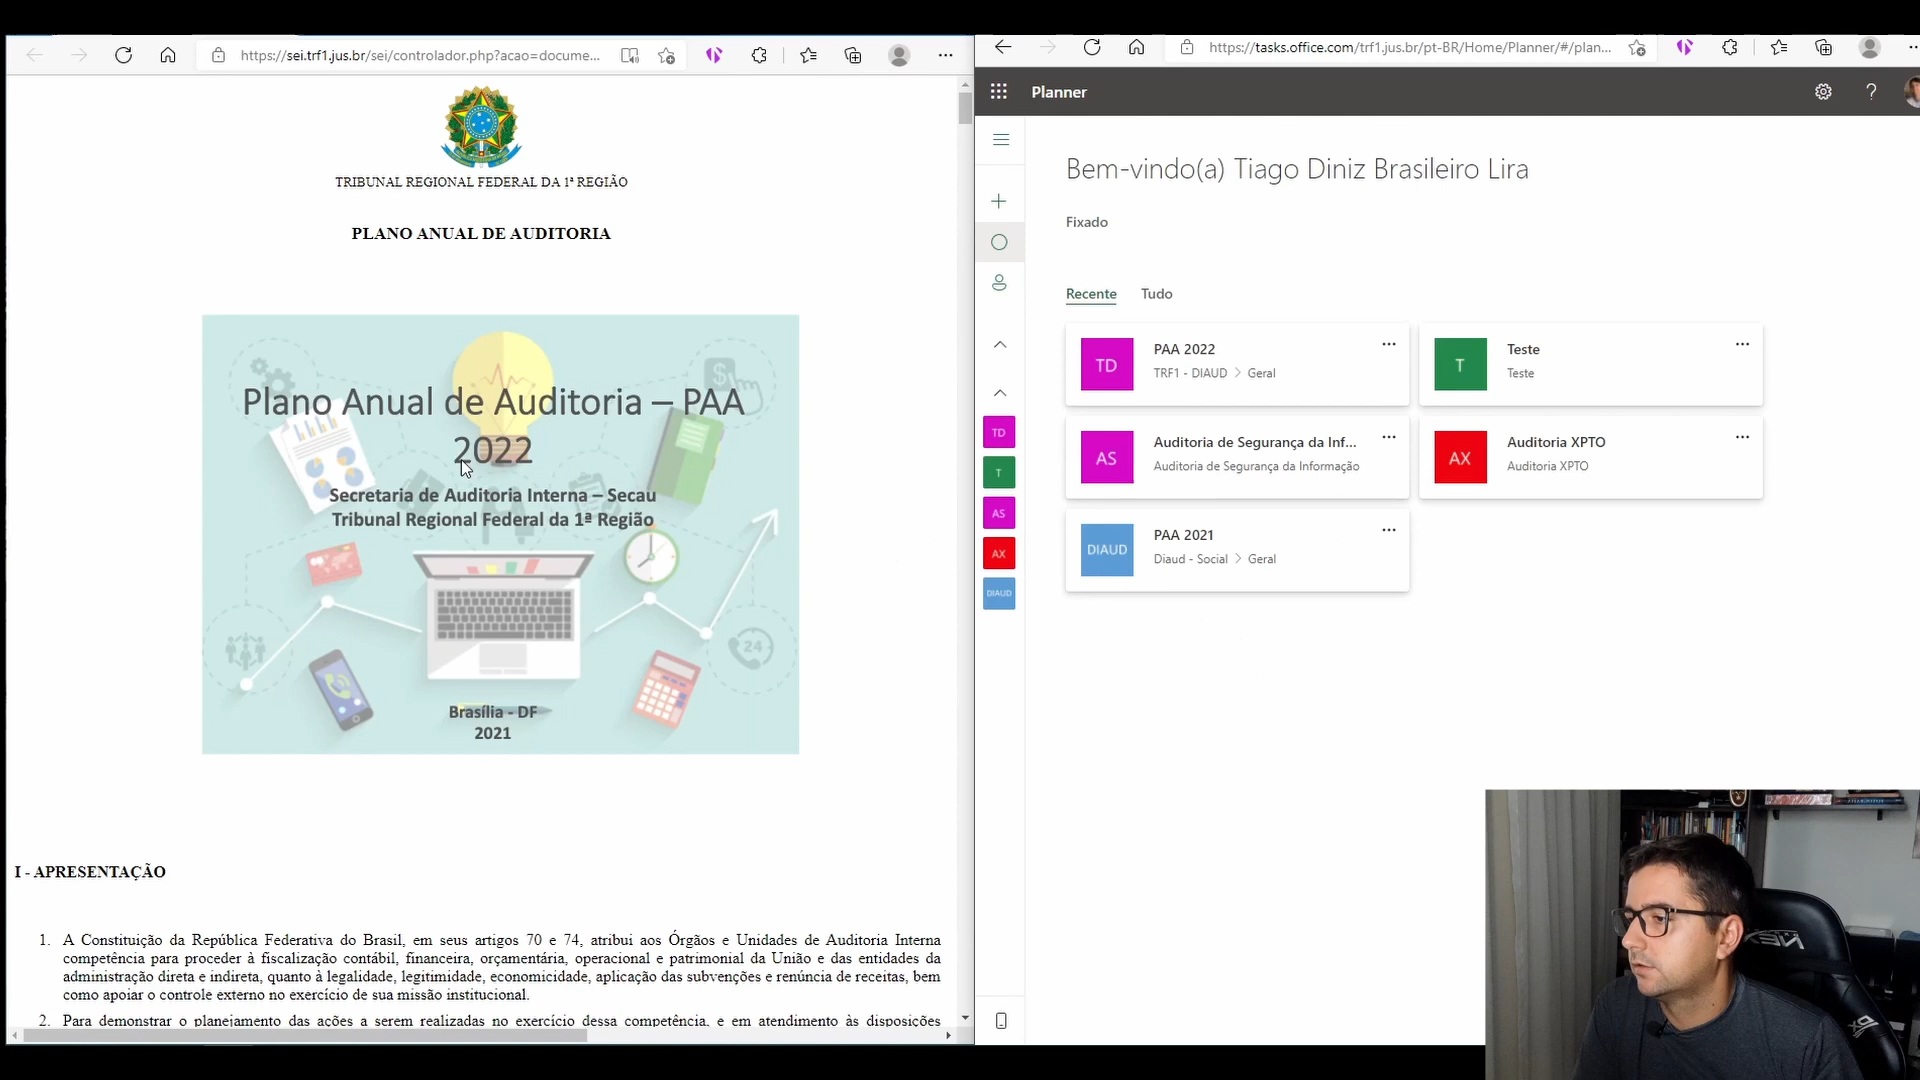 https://sei.trf1.jus.br/sei/controlador.php?acao=docume...
TRIBUNAL REGIONAL FEDERAL DA 1ª REGIÃO
PLANO ANUAL DE AUDITORIA
Plano Anual de Auditoria – PAA
2022
Secretaria de Auditoria Interna – Secau
Tribunal Regional Federal da 1ª Região
24
$
Brasília - DF
2021
I - APRESENTAÇÃO
1. A Constituição da República Federativa do Brasil, em seus artigos 70 e 74, atribui aos Órgãos e Unidades de Auditoria Interna
competência para proceder à fiscalização contábil, financeira, orçamentária, operacional e patrimonial da União e das entidades da
administração direta e indireta, quanto à legalidade, legitimidade, economicidade, aplicação das subvenções e renúncia de receitas, bem
como apoiar o controle externo no exercício de sua missão institucional.
2. Para demonstrar o planejamento das ações a serem realizadas no exercício dessa competência, e em atendimento às disposições
https://tasks.office.com/trf1.jus.br/pt-BR/Home/Planner/#/plan...
Planner
?
Bem-vindo(a) Tiago Diniz Brasileiro Lira
Fixado
Recente Tudo
TD PAA 2022
TRF1 - DIAUD > Geral
T Teste
Teste
AS Auditoria de Segurança da Inf...
Auditoria de Segurança da Informação
AX Auditoria XPTO
Auditoria XPTO
DIAUD PAA 2021
Diaud - Social > Geral
TD
T
AS
AX
DIAUD